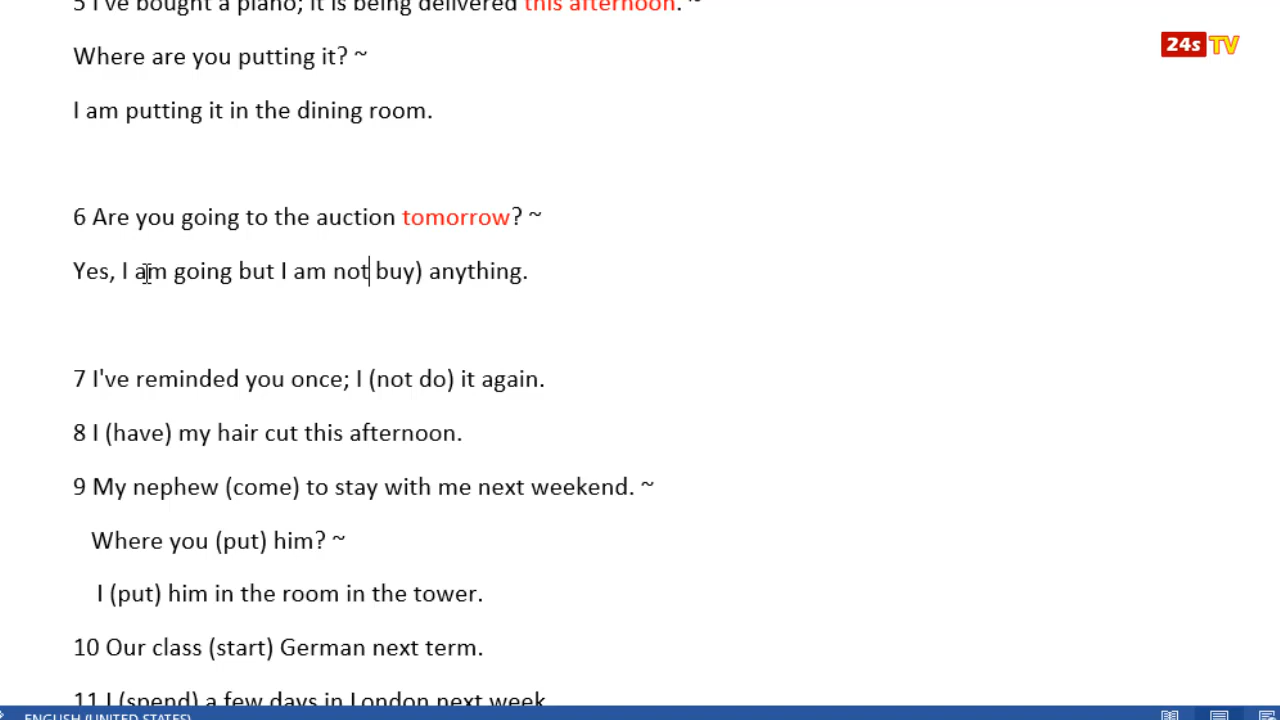 5 I've bought a piano; it is being delivered this afternoon. ~
24s TV
Where are you putting it? ~
I am putting it in the dining room.
6 Are you going to the auction tomorrow? ~
Yes, I am going but I am not buy) anything.
7 I've reminded you once; I (not do) it again.
8 I (have) my hair cut this afternoon.
9 My nephew (come) to stay with me next weekend. ~
Where you (put) him? ~
I (put) him in the room in the tower.
10 Our class (start) German next term.
11 I (spend) a few days in London next week
ENGLISH (UNITED STATES)